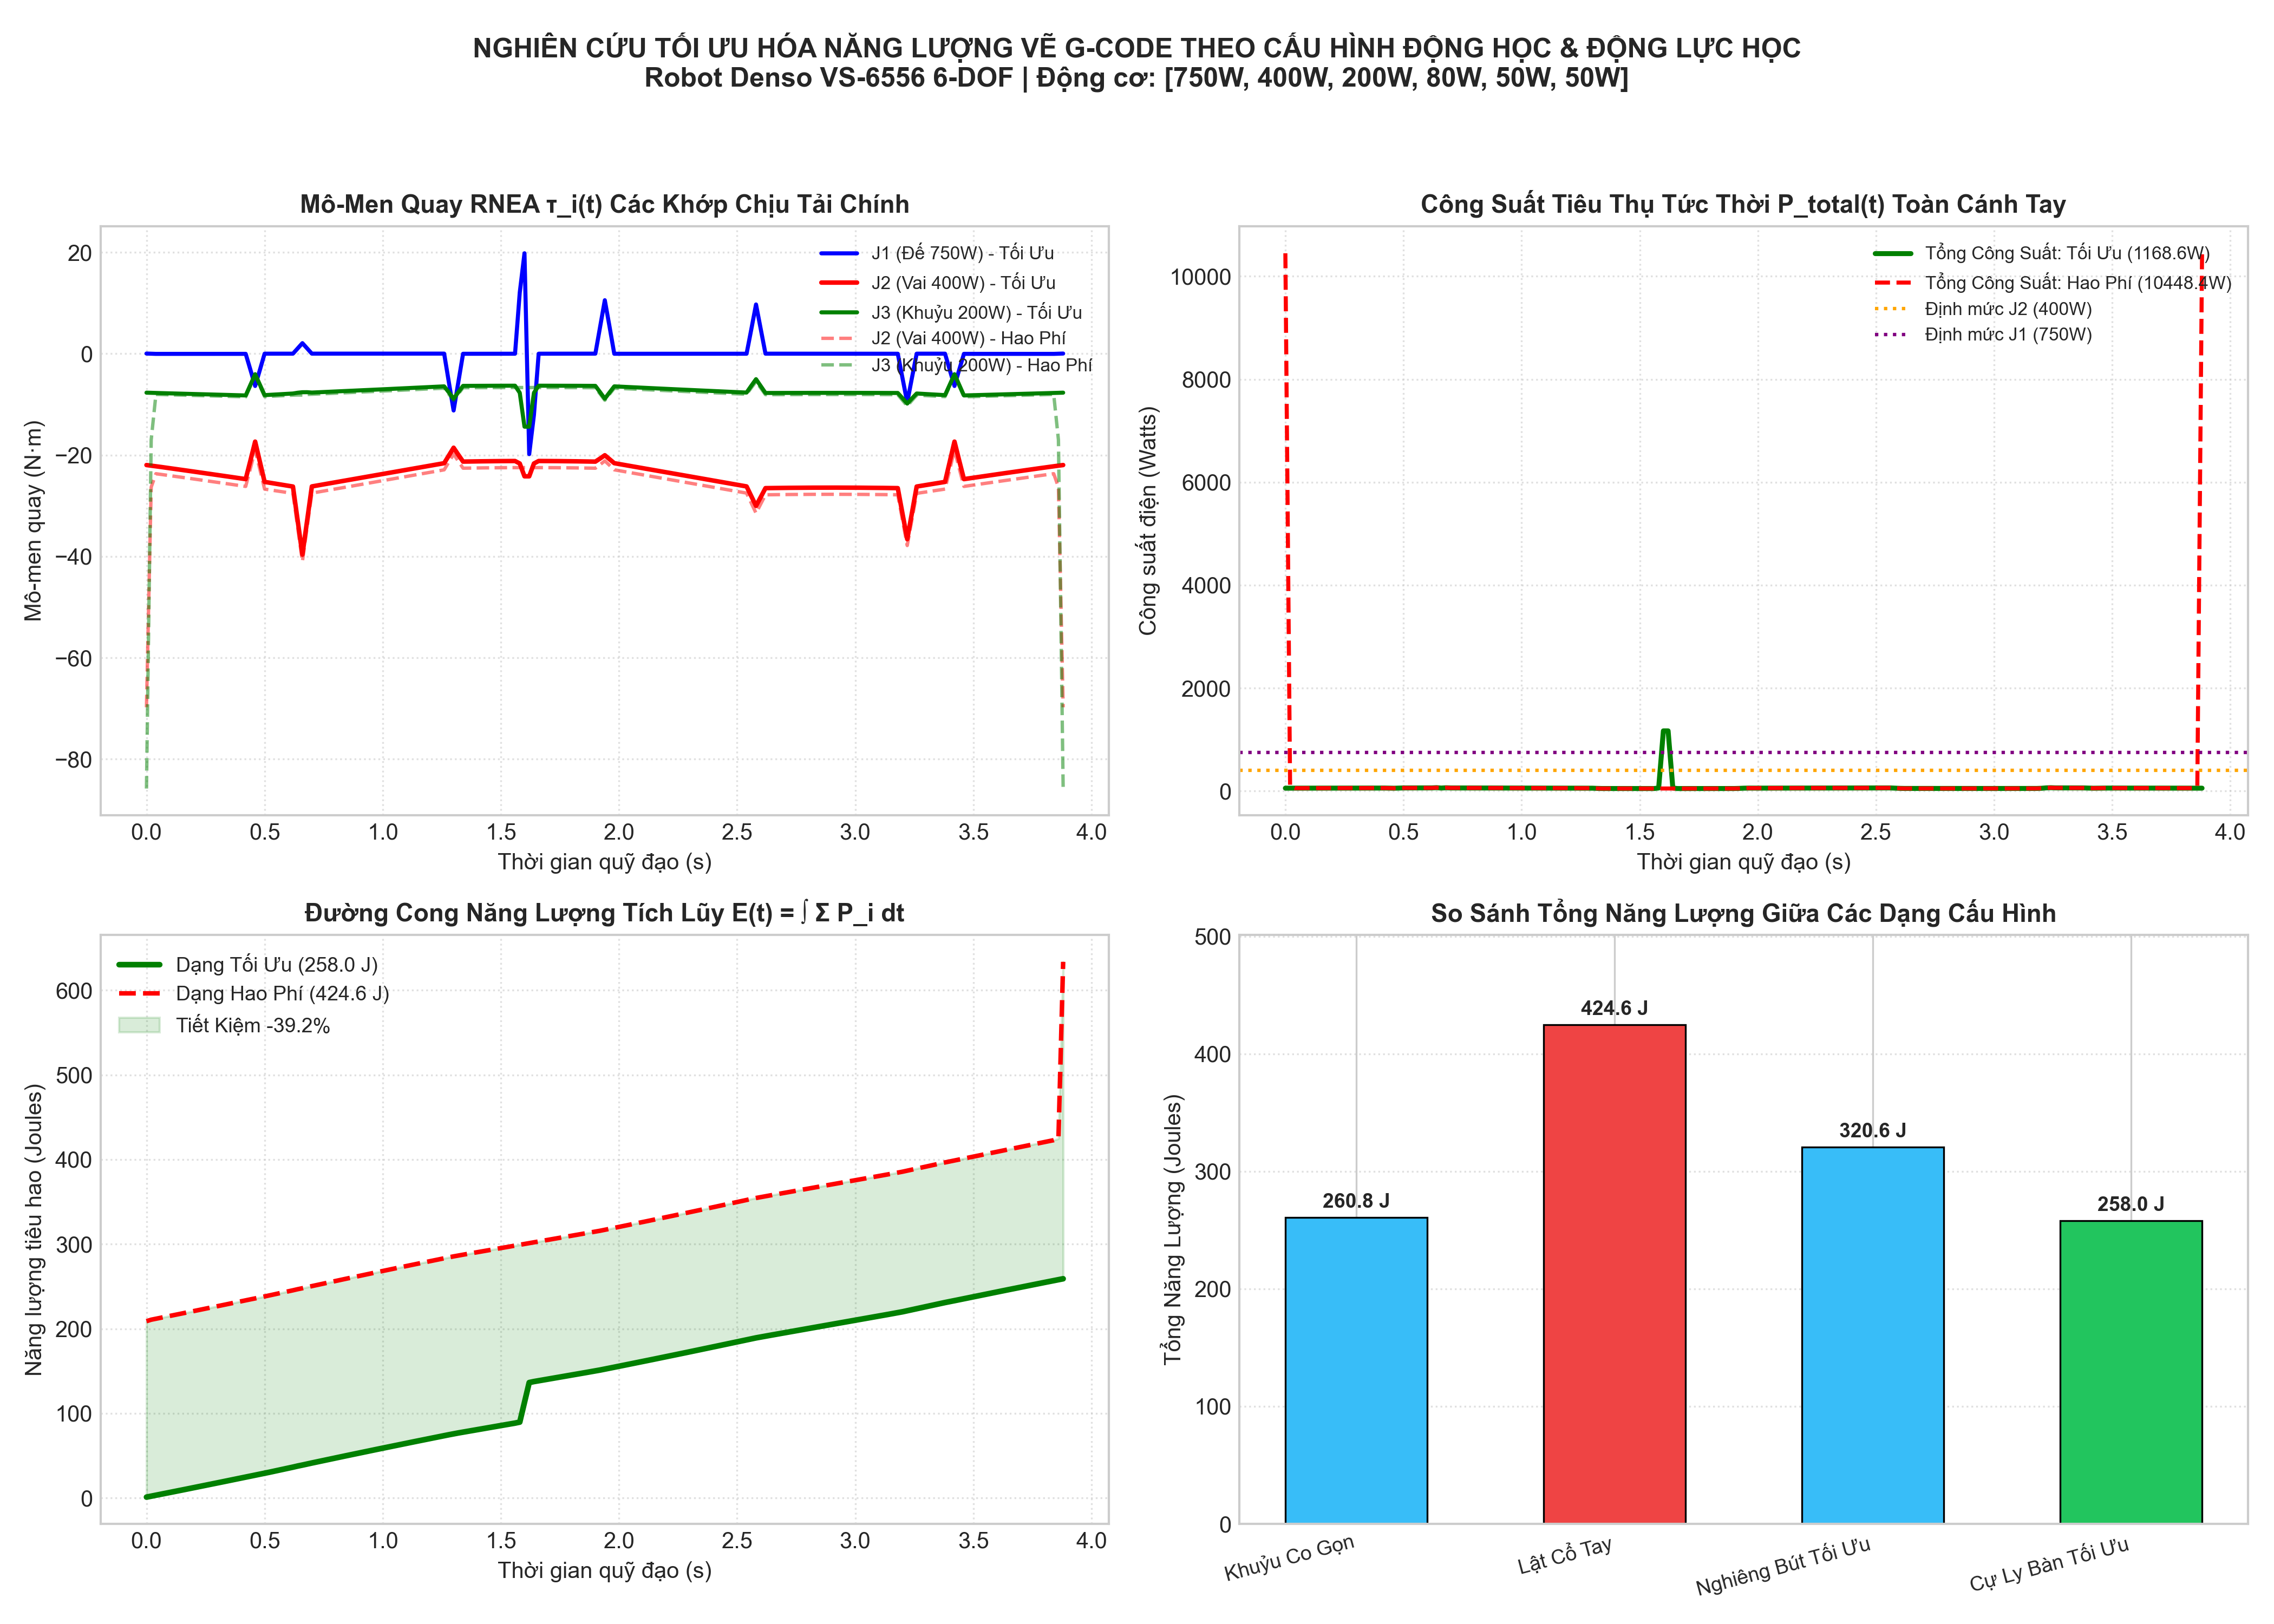 NGHIÊN CỨU TỐI ƯU HÓA NĂNG LƯỢNG VẼ G-CODE THEO CẤU HÌNH ĐỘNG HỌC & ĐỘNG LỰC HỌC
Robot Denso VS-6556 6-DOF | Động cơ: [750W, 400W, 200W, 80W, 50W, 50W]
Mô-Men Quay RNEA τ_i(t) Các Khớp Chịu Tải Chính
J1 (Đế 750W) - Tối Ưu
J2 (Vai 400W) - Tối Ưu
J3 (Khuỷu 200W) - Tối Ưu
J2 (Vai 400W) - Hao Phí
J3 (Khuỷu 200W) - Hao Phí
20
0
−20
−40
−60
−80
Mô-men quay (N·m)
0.0 0.5 1.0 1.5 2.0 2.5 3.0 3.5 4.0
Thời gian quỹ đạo (s)
Công Suất Tiêu Thụ Tức Thời P_total(t) Toàn Cánh Tay
Tổng Công Suất: Tối Ưu (1168.6W)
Tổng Công Suất: Hao Phí (10448.4W)
Định mức J2 (400W)
Định mức J1 (750W)
10000
8000
6000
4000
2000
0
Công suất điện (Watts)
0.0 0.5 1.0 1.5 2.0 2.5 3.0 3.5 4.0
Thời gian quỹ đạo (s)
Đường Cong Năng Lượng Tích Lũy E(t) = ∫ Σ P_i dt
Dạng Tối Ưu (258.0 J)
Dạng Hao Phí (424.6 J)
Tiết Kiệm -39.2%
600
500
400
300
200
100
0
Năng lượng tiêu hao (Joules)
0.0 0.5 1.0 1.5 2.0 2.5 3.0 3.5 4.0
Thời gian quỹ đạo (s)
So Sánh Tổng Năng Lượng Giữa Các Dạng Cấu Hình
500
400
300
200
100
0
Tổng Năng Lượng (Joules)
260.8 J
424.6 J
320.6 J
258.0 J
Khuỷu Co Gọn
Lật Cổ Tay
Nghiêng Bút Tối Ưu
Cự Ly Bàn Tối Ưu